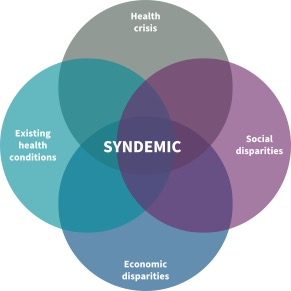 Health
crisis
Existing
health
conditions
SYNDEMIC
Social
disparities
Economic
disparities